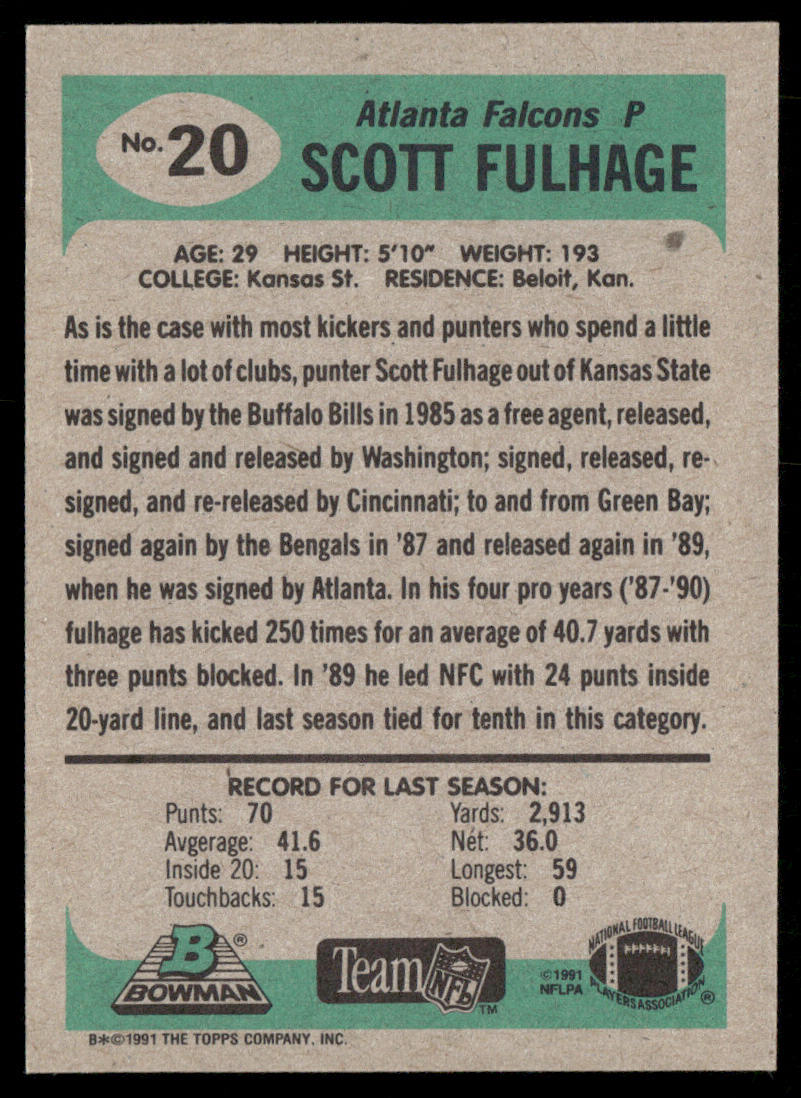 No. 20
Atlanta Falcons P
SCOTT FULHAGE
AGE: 29 HEIGHT: 5'10" WEIGHT: 193
COLLEGE: Kansas St. RESIDENCE: Beloit, Kan.
As is the case with most kickers and punters who spend a little
time with a lot of clubs, punter Scott Fulhage out of Kansas State
was signed by the Buffalo Bills in 1985 as a free agent, released,
and signed and released by Washington; signed, released, re-
signed, and re-released by Cincinnati; to and from Green Bay;
signed again by the Bengals in '87 and released again in '89,
when he was signed by Atlanta. In his four pro years ('87-'90)
fulhage has kicked 250 times for an average of 40.7 yards with
three punts blocked. In '89 he led NFC with 24 punts inside
20-yard line, and last season tied for tenth in this category.
RECORD FOR LAST SEASON:
Punts: 70 Yards: 2,913
Avgerage: 41.6 Net: 36.0
Inside 20: 15 Longest: 59
Touchbacks: 15 Blocked: 0
B ®
BOWMAN
Team NFL ™
©1991
NFLPA
NATIONAL FOOTBALL LEAGUE
PLAYERS ASSOCIATION ®
B*©1991 THE TOPPS COMPANY, INC.